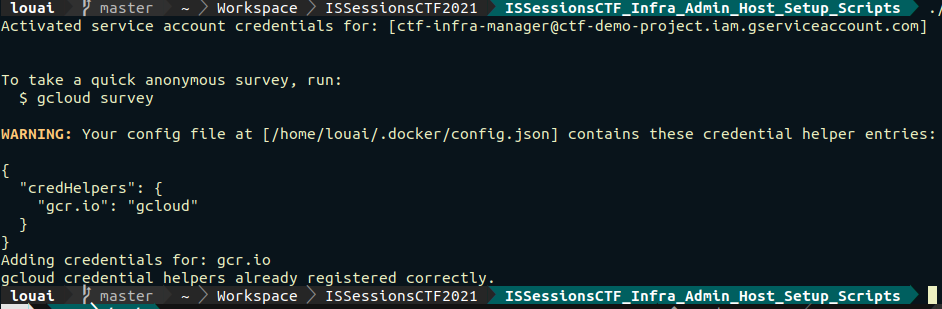 louai master ~ Workspace ISSessionsCTF2021 ISSessionsCTF_Infra_Admin_Host_Setup_Scripts ./
Activated service account credentials for: [ctf-infra-manager@ctf-demo-project.iam.gserviceaccount.com]
To take a quick anonymous survey, run:
$ gcloud survey
WARNING: Your config file at [/home/louai/.docker/config.json] contains these credential helper entries:
{
"credHelpers": {
"gcr.io": "gcloud"
}
}
Adding credentials for: gcr.io
gcloud credential helpers already registered correctly.
louai master ~ Workspace ISSessionsCTF2021 ISSessionsCTF_Infra_Admin_Host_Setup_Scripts